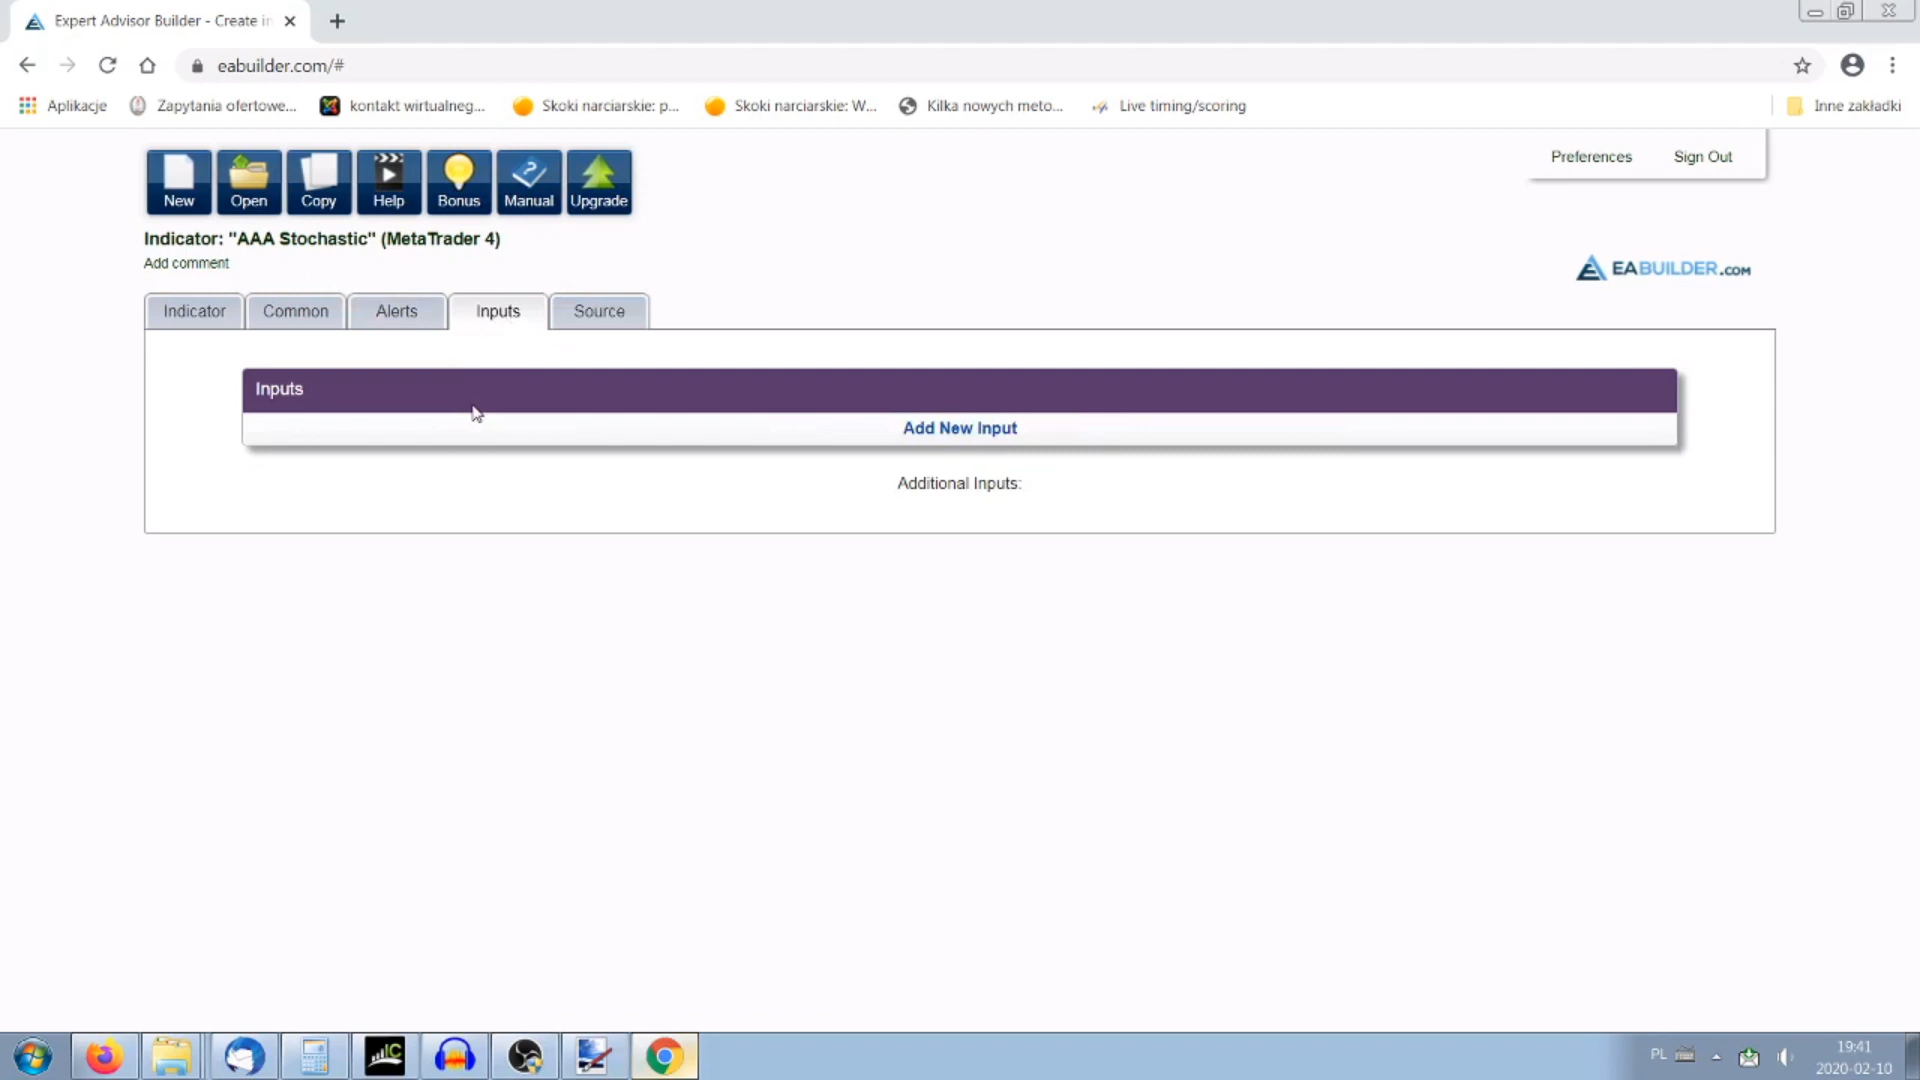 Expert Advisor Builder - Create in
eabuilder.com/#
Aplikacje
Zapytania ofertowe...
kontakt wirtualneg...
Skoki narciarskie: p...
Skoki narciarskie: W...
Kilka nowych meto...
Live timing/scoring
Inne zakładki
New
Open
Copy
Help
Bonus
Manual
Upgrade
Preferences
Sign Out
Indicator: "AAA Stochastic" (MetaTrader 4)
Add comment
EABUILDER.COM
Indicator
Common
Alerts
Inputs
Source
Inputs
Add New Input
Additional Inputs:
IC
PL
19:41
2020-02-10